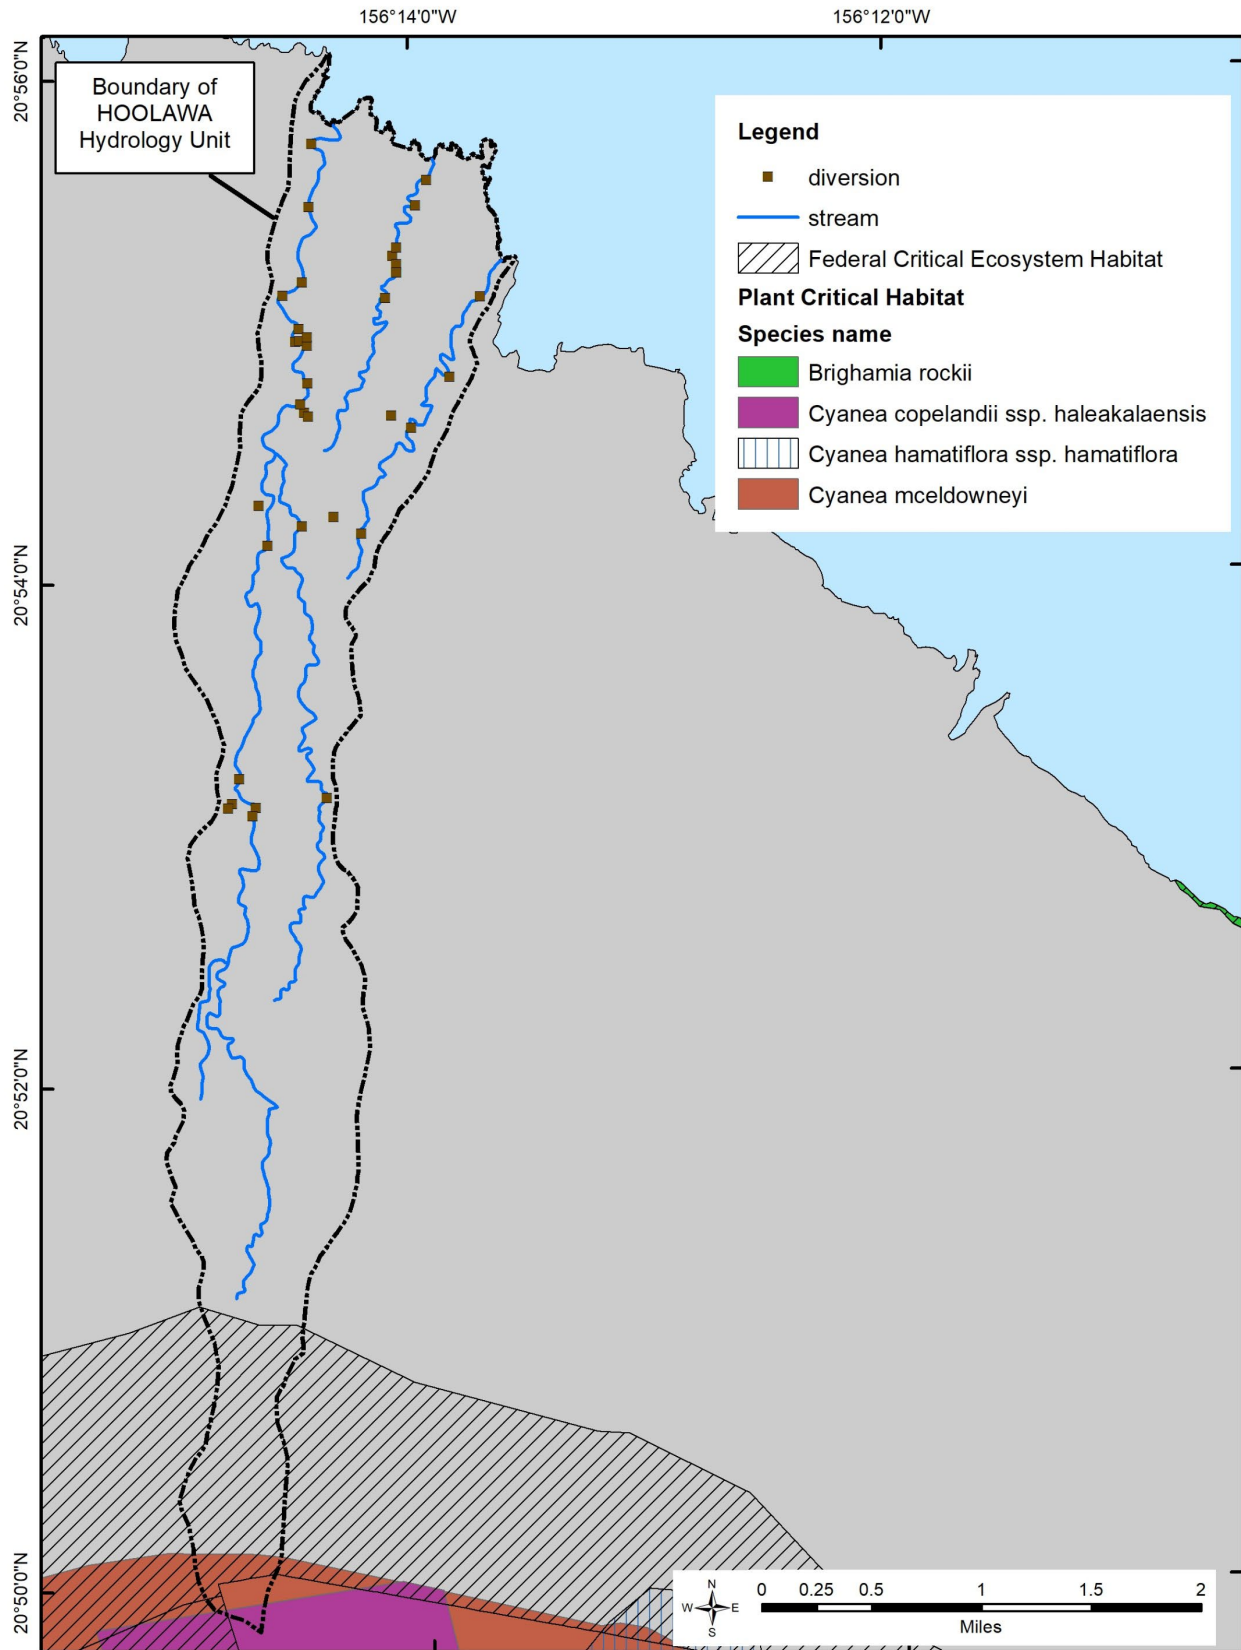 156°14'0"W
156°12'0"W
20°56'0"N
Boundary of
HOOLAWA
Hydrology Unit
Legend
diversion
stream
Federal Critical Ecosystem Habitat
Plant Critical Habitat
Species name
Brighamia rockii
Cyanea copelandii ssp. haleakalaensis
Cyanea hamatiflora ssp. hamatiflora
Cyanea mceldowneyi
20°54'0"N
20°52'0"N
20°50'0"N
N
W E
S
0 0.25 0.5 1 1.5 2
Miles